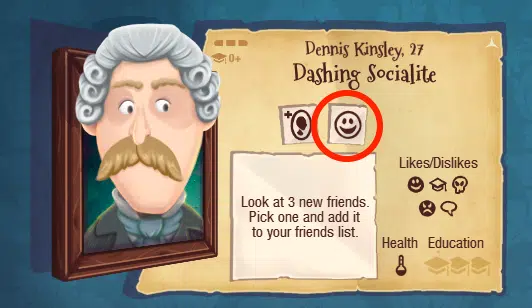 Dennis Kinsley, 27
0+
Dashing Socialite
Look at 3 new friends.
Pick one and add it
to your friends list.
Likes/Dislikes
Health Education